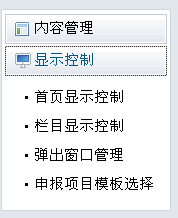 内容管理
显示控制
• 首页显示控制
• 栏目显示控制
• 弹出窗口管理
• 申报项目模板选择